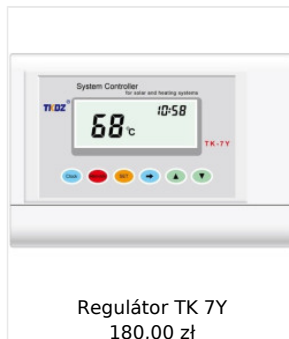 System Controller
for solar and heating systems
TKDZ®
10:58
68 °C
TK-7Y
Clock
SET
Regulátor TK 7Y
180.00 zł